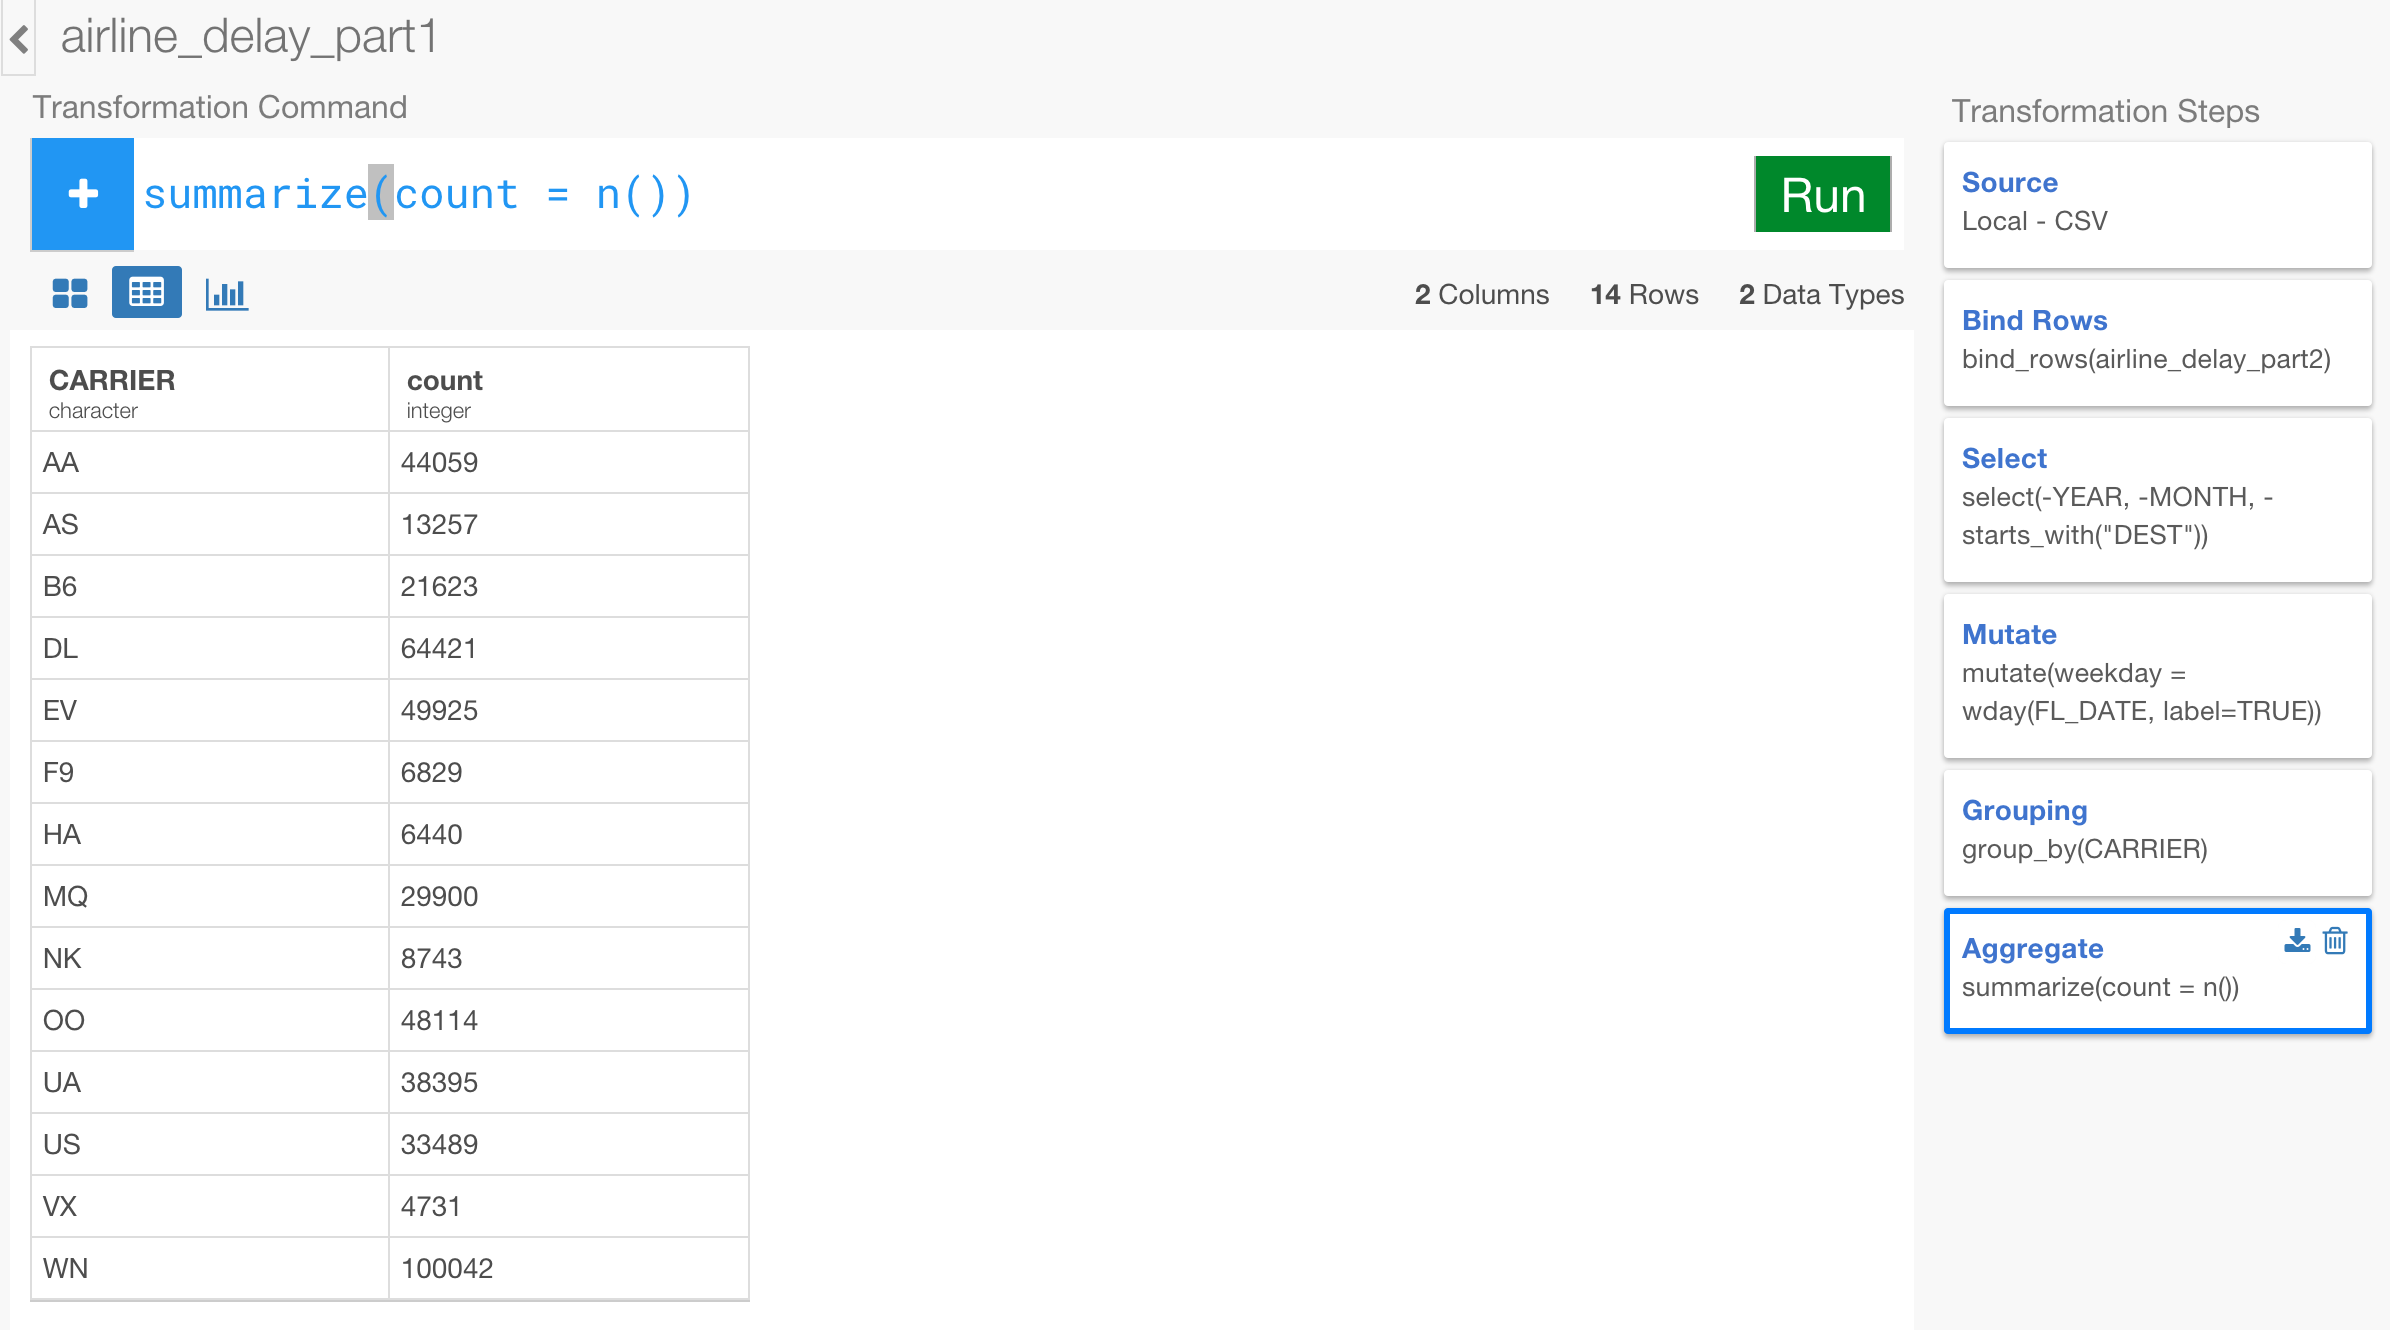 airline_delay_part1
Transformation Command
summarize(count = n())
Run
2 Columns 14 Rows 2 Data Types
CARRIER count
character integer
AA 44059
AS 13257
B6 21623
DL 64421
EV 49925
F9 6829
HA 6440
MQ 29900
NK 8743
OO 48114
UA 38395
US 33489
VX 4731
WN 100042
Transformation Steps
Source
Local - CSV
Bind Rows
bind_rows(airline_delay_part2)
Select
select(-YEAR, -MONTH, -
starts_with("DEST"))
Mutate
mutate(weekday =
wday(FL_DATE, label=TRUE))
Grouping
group_by(CARRIER)
Aggregate
summarize(count = n())